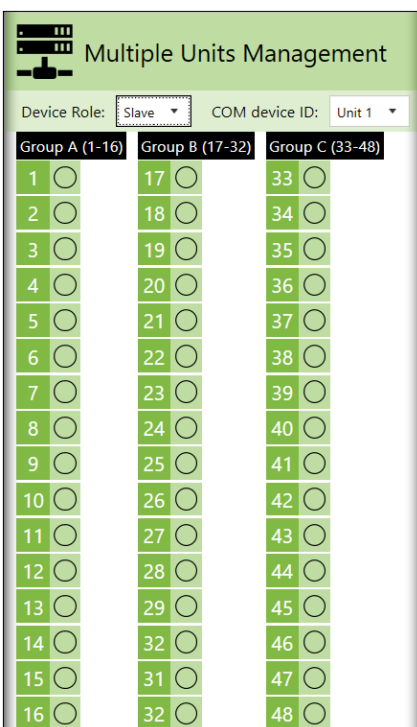 Multiple Units Management
Device Role: Slave COM device ID: Unit 1
Group A (1-16) Group B (17-32) Group C (33-48)
1 17 33
2 18 34
3 19 35
4 20 36
5 21 37
6 22 38
7 23 39
8 24 40
9 25 41
10 26 42
11 27 43
12 28 44
13 29 45
14 32 46
15 31 47
16 32 48